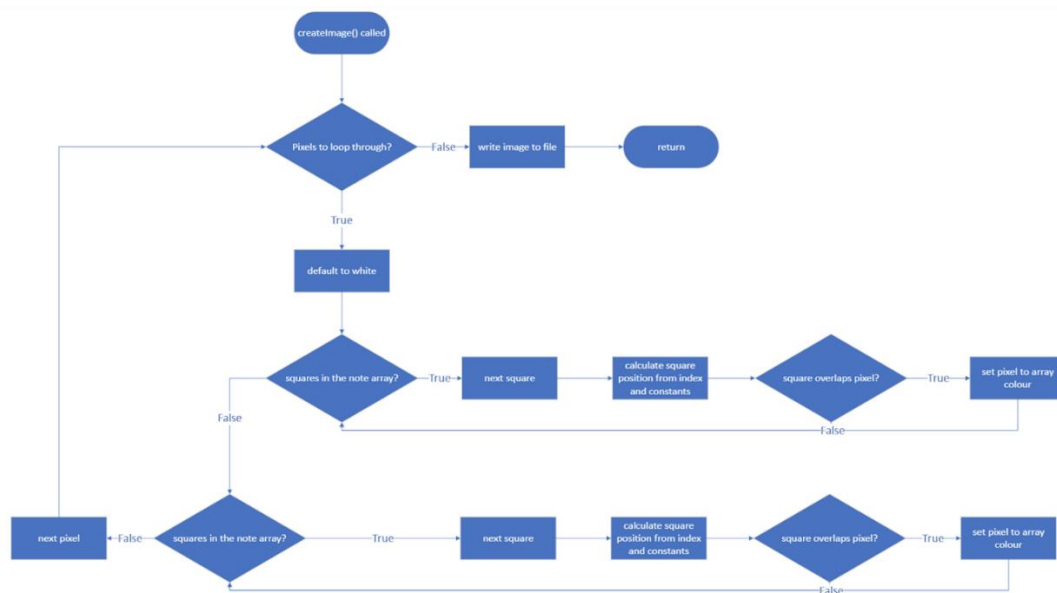 createImage() called
Pixels to loop through?
False
write image to file
return
True
default to white
squares in the note array?
True
next square
calculate square
position from index
and constants
square overlaps pixel?
True
set pixel to array
colour
False
False
next pixel
False
squares in the note array?
True
next square
calculate square
position from index
and constants
square overlaps pixel?
True
set pixel to array
colour
False